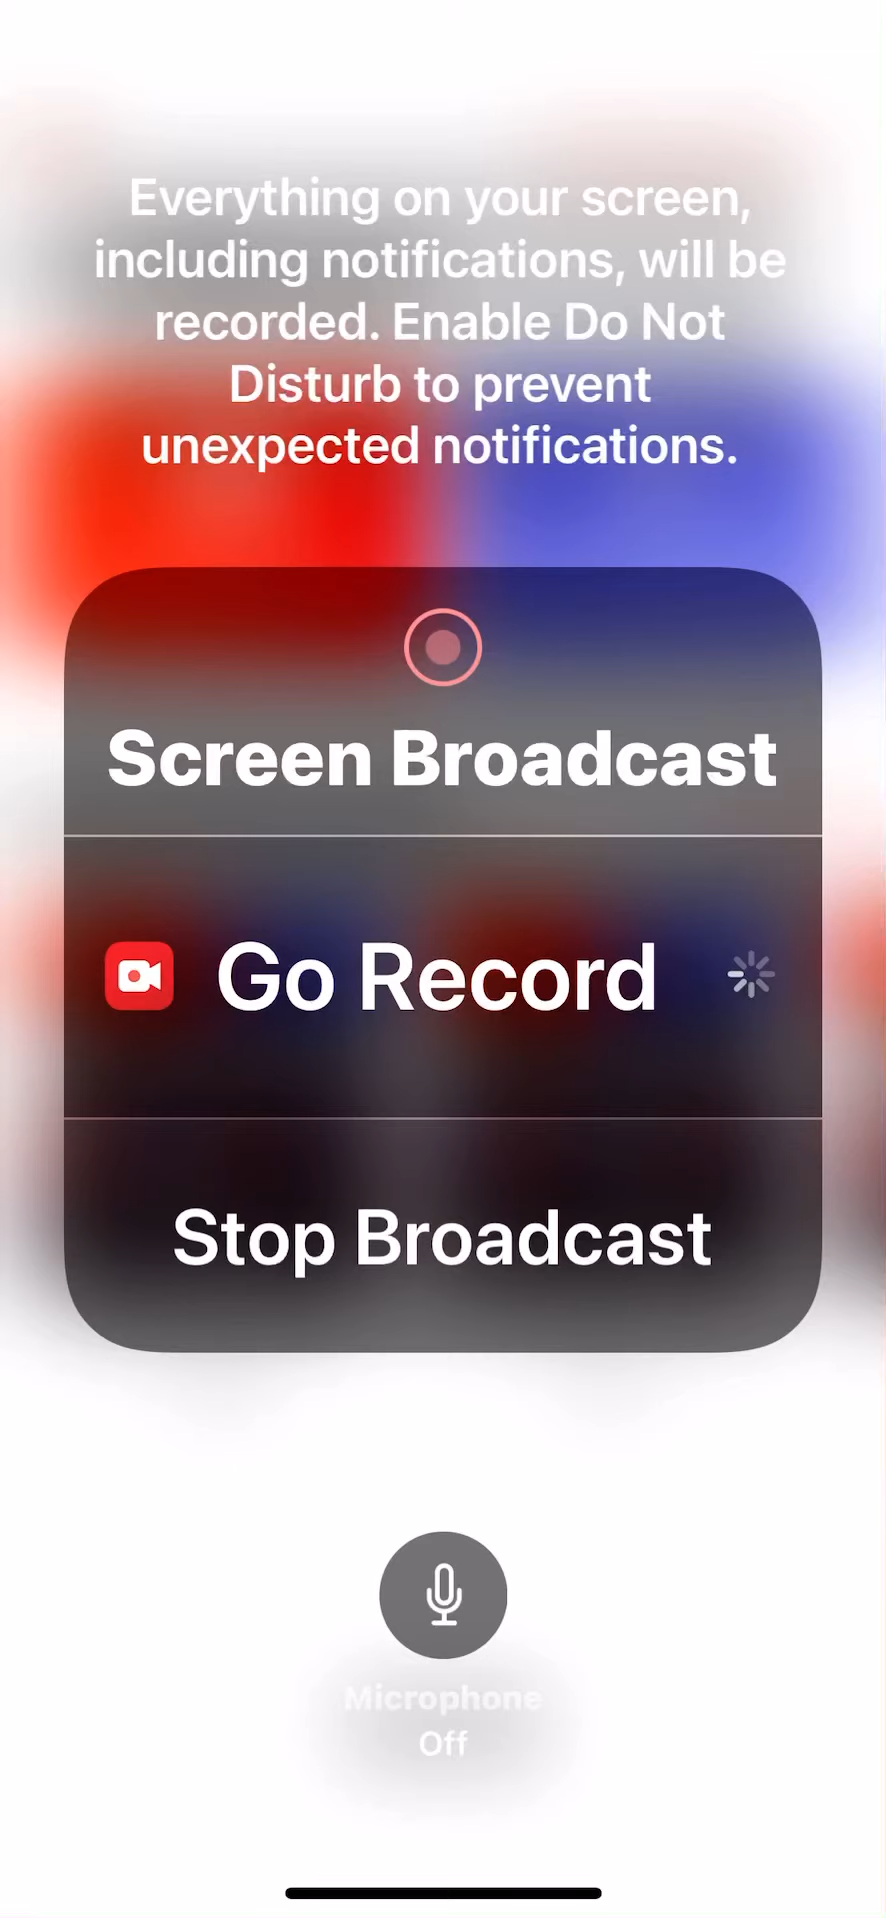 Everything on your screen,
including notifications, will be
recorded. Enable Do Not
Disturb to prevent
unexpected notifications.
Screen Broadcast
Go Record
Stop Broadcast
Microphone
Off